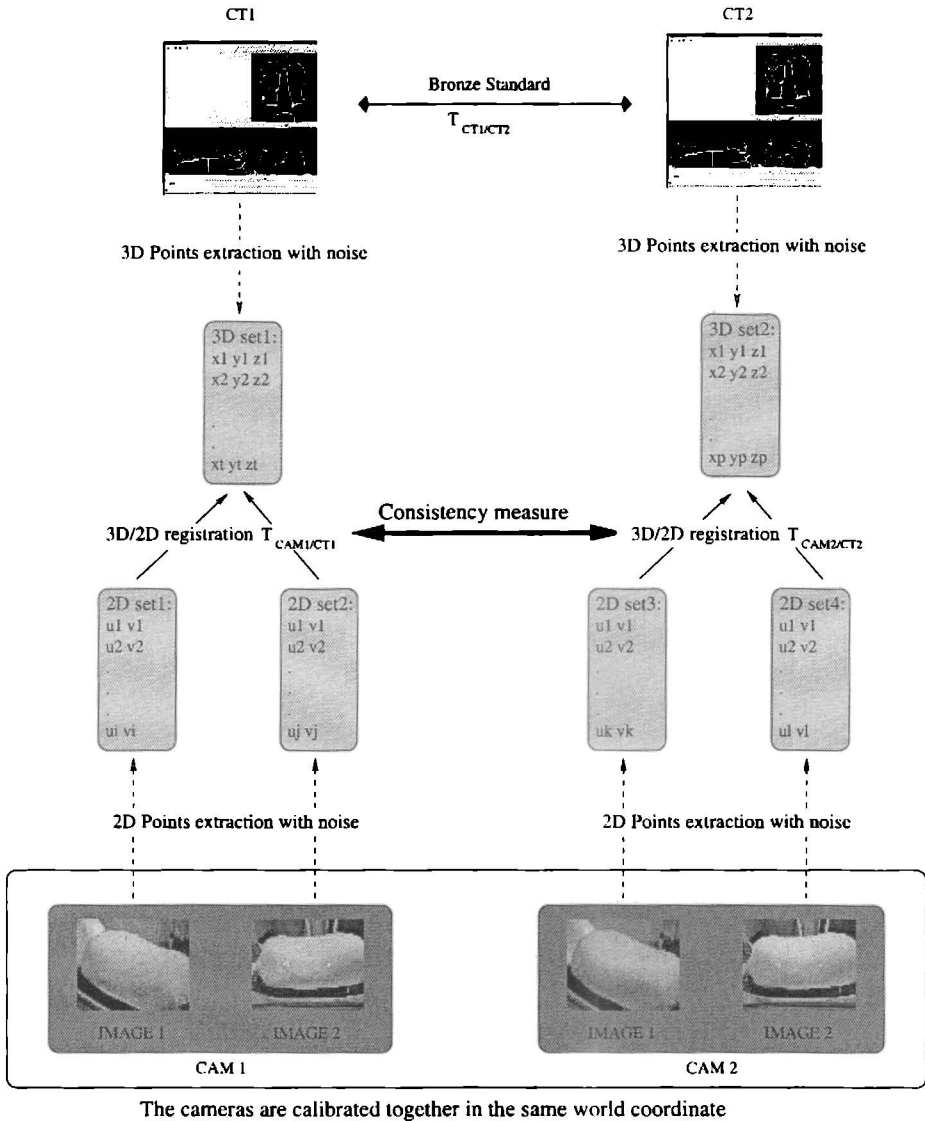 CT1
CT2
Bronze Standard
T CT1/CT2
3D Points extraction with noise
3D Points extraction with noise
3D set1:
x1 y1 z1
x2 y2 z2
.
.
xt yt zt
3D set2:
x1 y1 z1
x2 y2 z2
.
.
xp yp zp
Consistency measure
3D/2D registration T CAM1/CT1
3D/2D registration T CAM2/CT2
2D set1:
u1 v1
u2 v2
.
.
.
ui vi
2D set2:
u1 v1
u2 v2
.
.
.
uj vj
2D set3:
u1 v1
u2 v2
.
.
.
uk vk
2D set4:
u1 v1
u2 v2
.
.
.
ul vl
2D Points extraction with noise
2D Points extraction with noise
IMAGE 1
IMAGE 2
IMAGE 1
IMAGE 2
CAM 1
CAM 2
The cameras are calibrated together in the same world coordinate